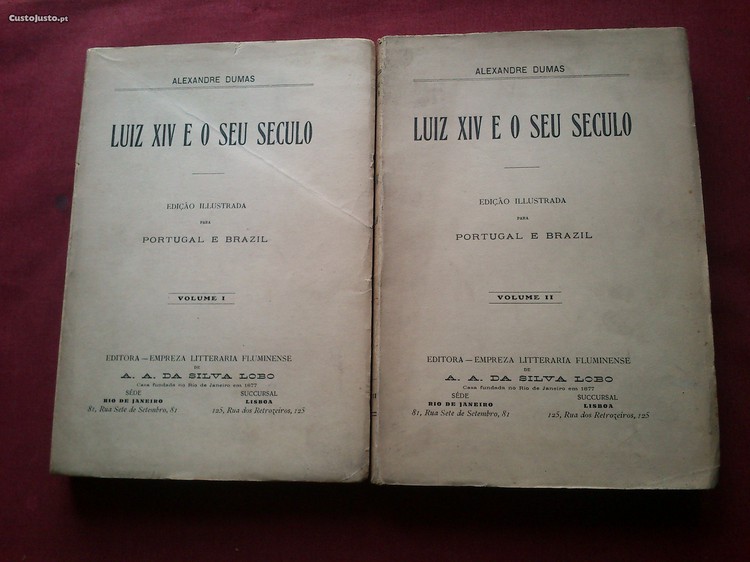 CustoJusto.pt
ALEXANDRE DUMAS
LUIZ XIV E O SEU SECULO
EDIÇÃO ILLUSTRADA
PARA
PORTUGAL E BRAZIL
VOLUME I
EDITORA — EMPREZA LITTERARIA FLUMINENSE
DE
A. A. DA SILVA LOBO
Casa fundada no Rio de Janeiro em 1877
SÉDE SUCCURSAL
RIO DE JANEIRO LISBOA
81, Rua Sete de Setembro, 81 125, Rua dos Retrozeiros, 125
ALEXANDRE DUMAS
LUIZ XIV E O SEU SECULO
EDIÇÃO ILLUSTRADA
PARA
PORTUGAL E BRAZIL
VOLUME II
EDITORA — EMPREZA LITTERARIA FLUMINENSE
DE
A. A. DA SILVA LOBO
Casa fundada no Rio de Janeiro em 1877
SÉDE SUCCURSAL
RIO DE JANEIRO LISBOA
81, Rua Sete de Setembro, 81 125, Rua dos Retrozeiros, 125